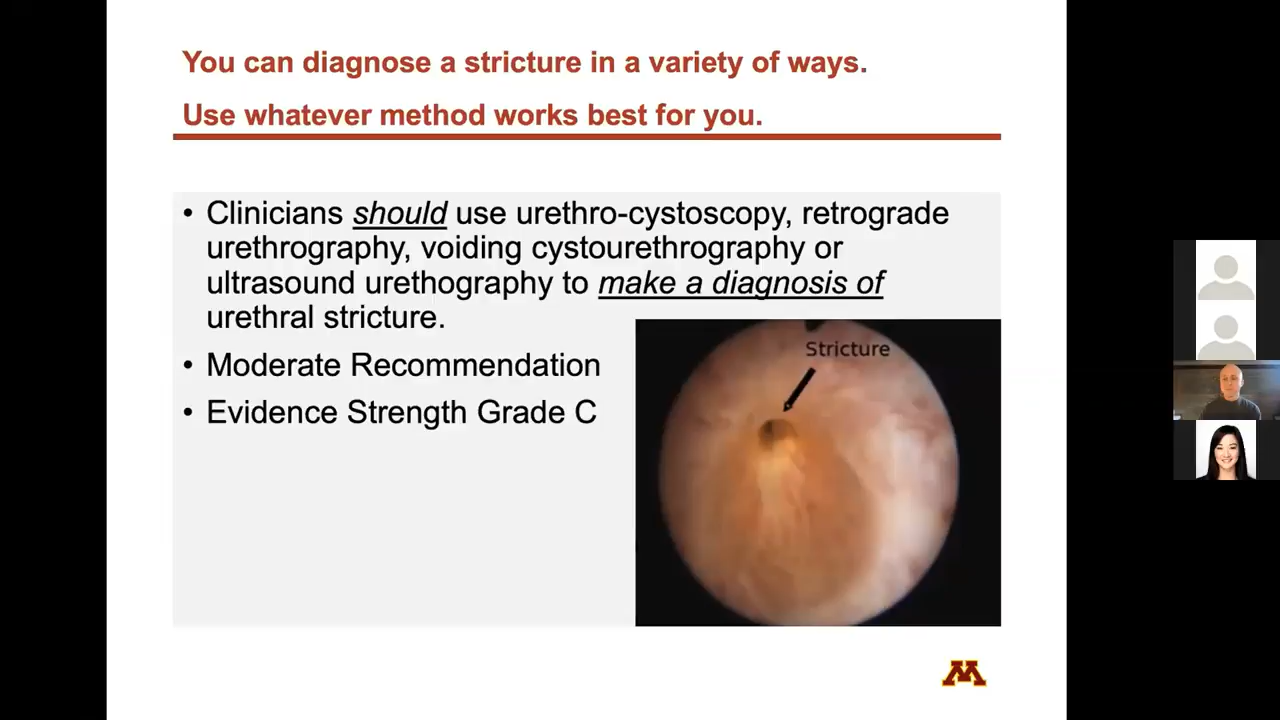 You can diagnose a stricture in a variety of ways.
Use whatever method works best for you.
• Clinicians should use urethro-cystoscopy, retrograde
urethrography, voiding cystourethrography or
ultrasound urethography to make a diagnosis of
urethral stricture.
• Moderate Recommendation
• Evidence Strength Grade C
Stricture
M